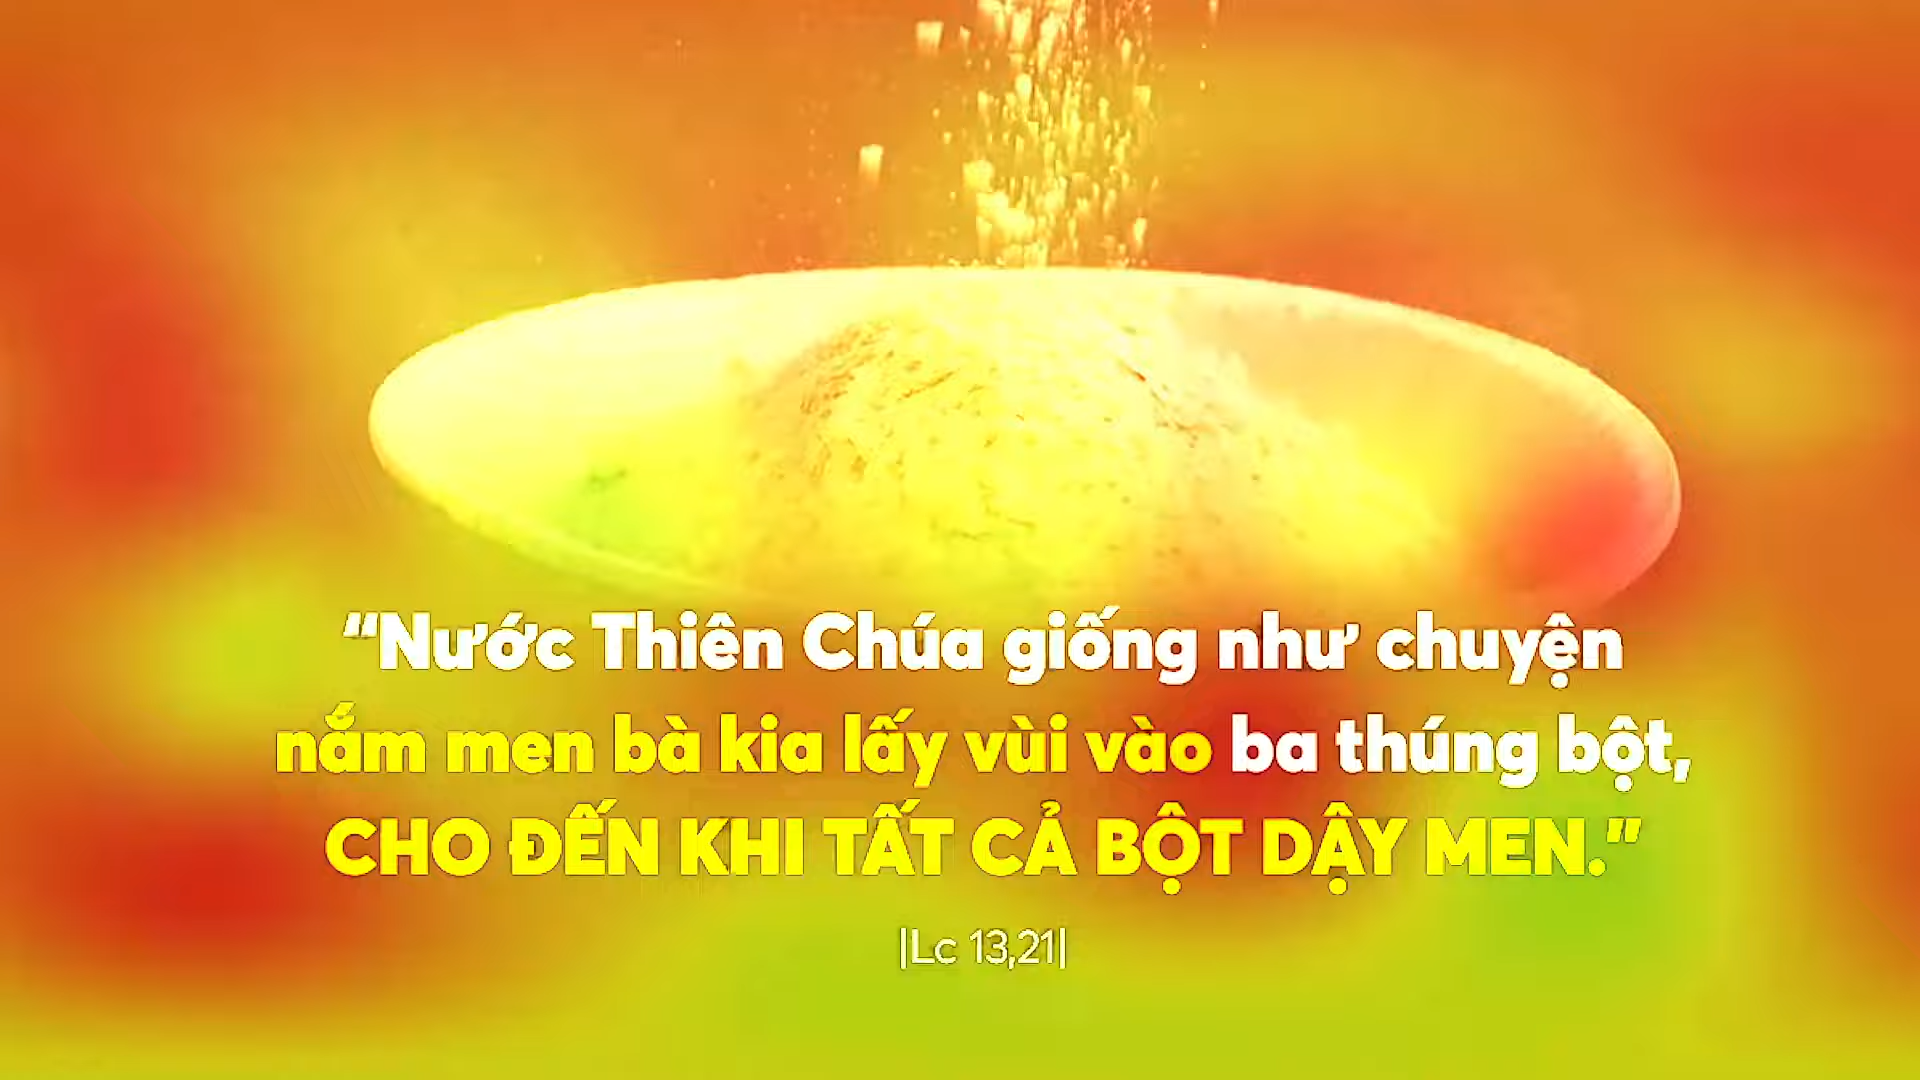 “Nước Thiên Chúa giống như chuyện
nắm men bà kia lấy vùi vào ba thúng bột,
CHO ĐẾN KHI TẤT CẢ BỘT DẬY MEN.”
|Lc 13,21|